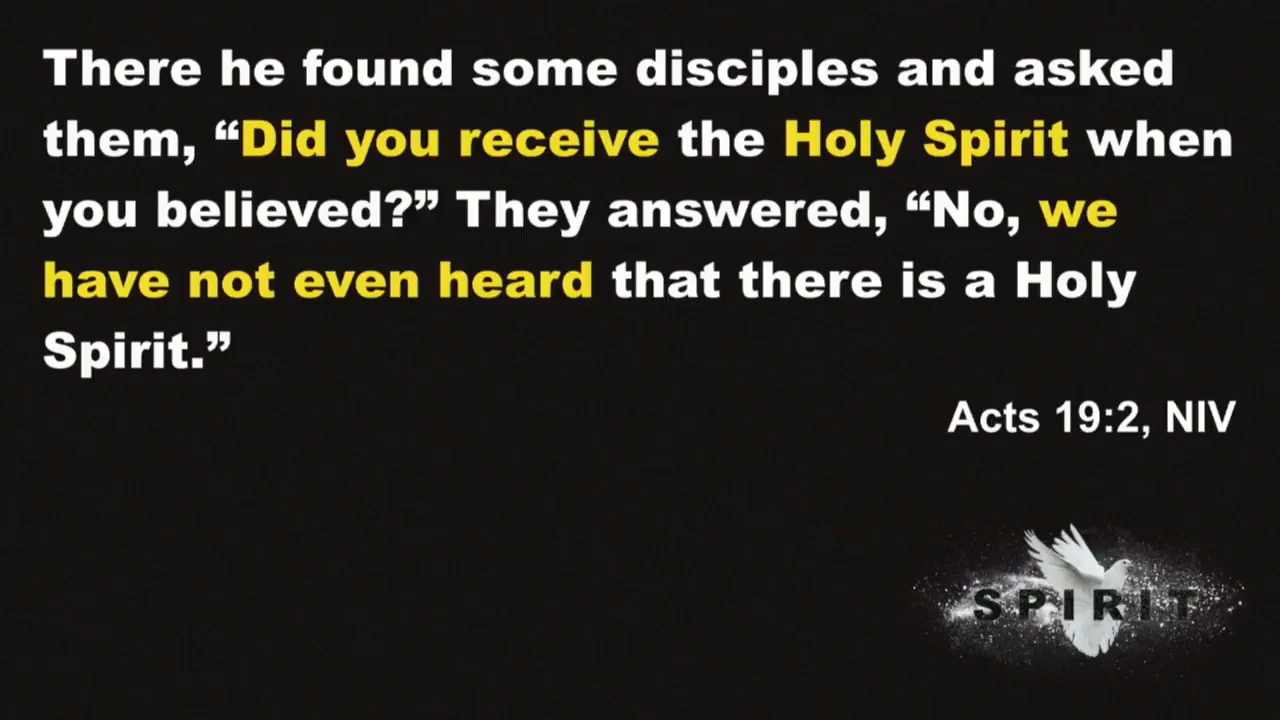 There he found some disciples and asked
them, “Did you receive the Holy Spirit when
you believed?” They answered, “No, we
have not even heard that there is a Holy
Spirit.”
Acts 19:2, NIV
SPIRIT